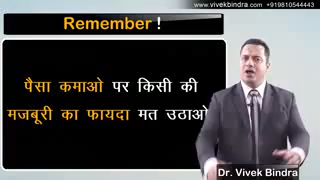 www.vivekbindra.com +919810544443
Remember !
पैसा कमाओ पर किसी की
मजबूरी का फायदा मत उठाओ
Dr. Vivek Bindra